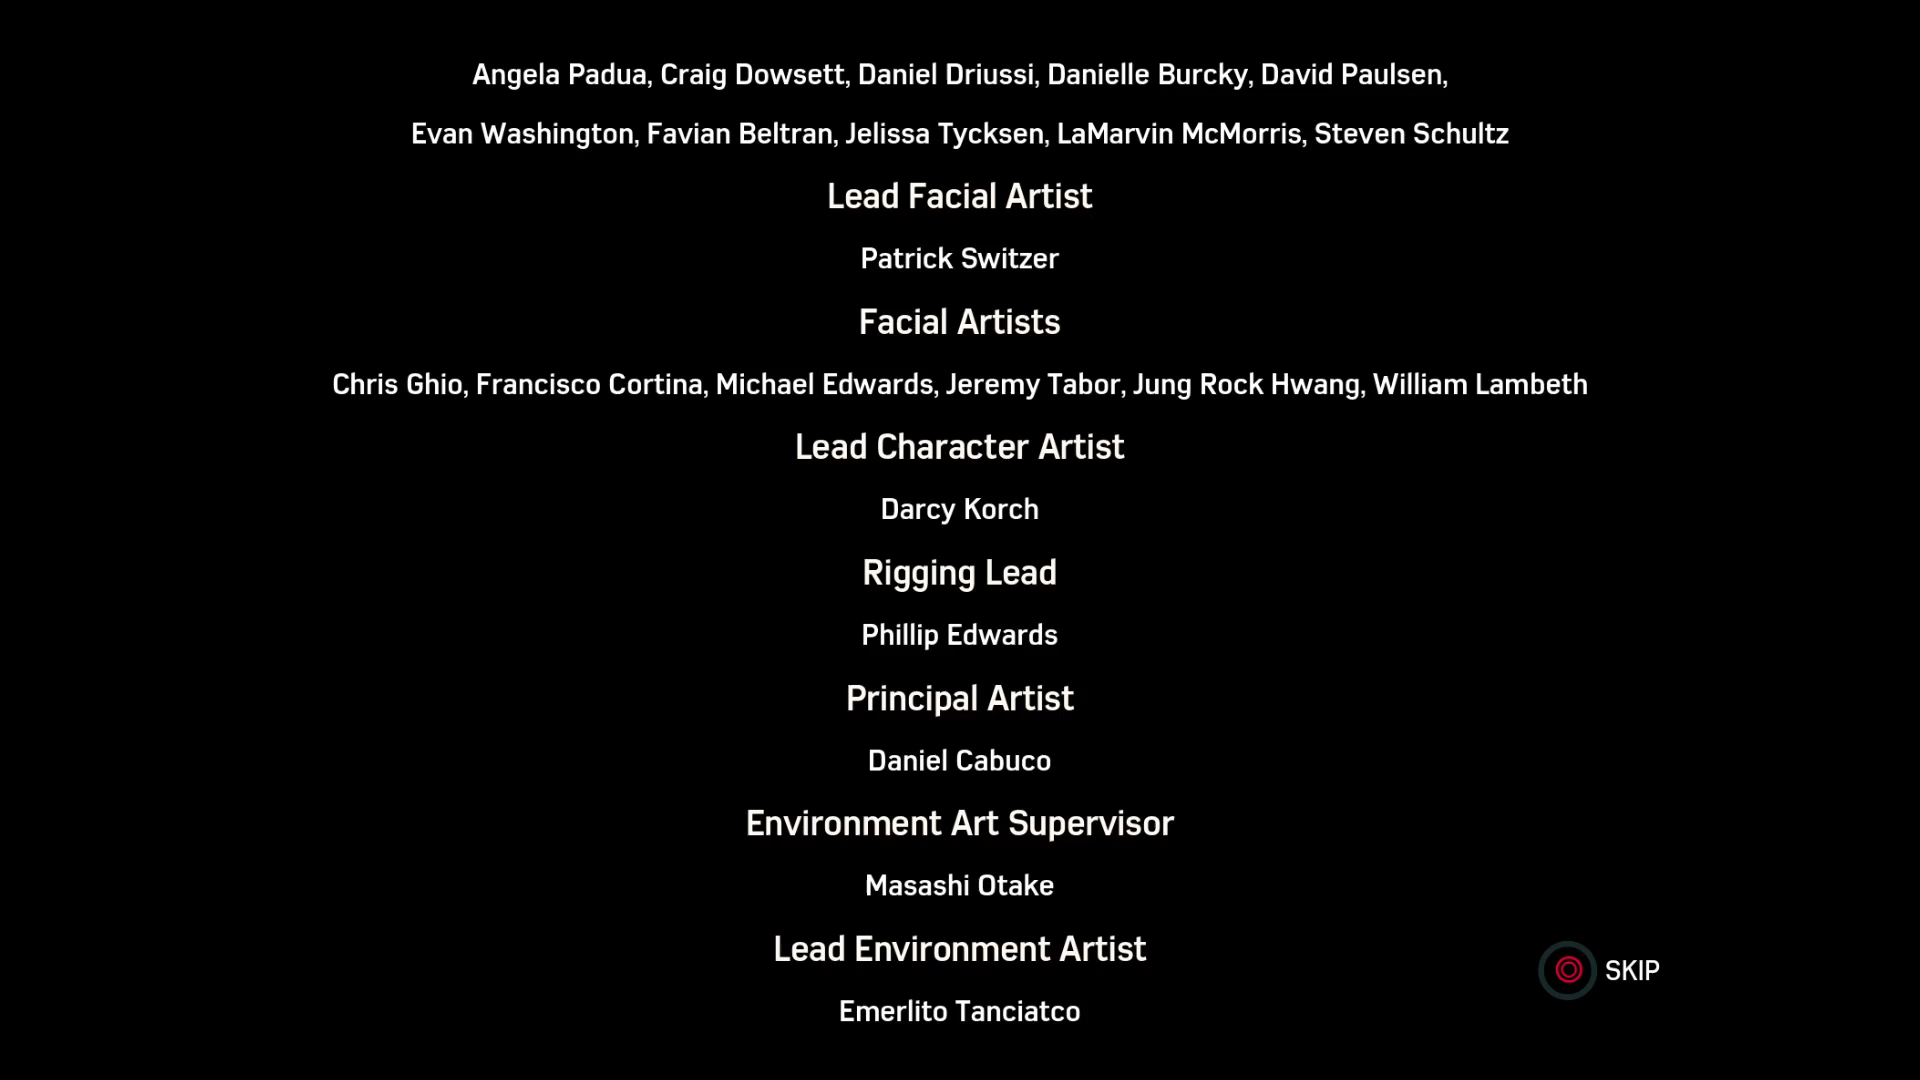 Angela Padua, Craig Dowsett, Daniel Driussi, Danielle Burcky, David Paulsen,
Evan Washington, Favian Beltran, Jelissa Tycksen, LaMarvin McMorris, Steven Schultz
Lead Facial Artist
Patrick Switzer
Facial Artists
Chris Ghio, Francisco Cortina, Michael Edwards, Jeremy Tabor, Jung Rock Hwang, William Lambeth
Lead Character Artist
Darcy Korch
Rigging Lead
Phillip Edwards
Principal Artist
Daniel Cabuco
Environment Art Supervisor
Masashi Otake
Lead Environment Artist
SKIP
Emerlito Tanciatco